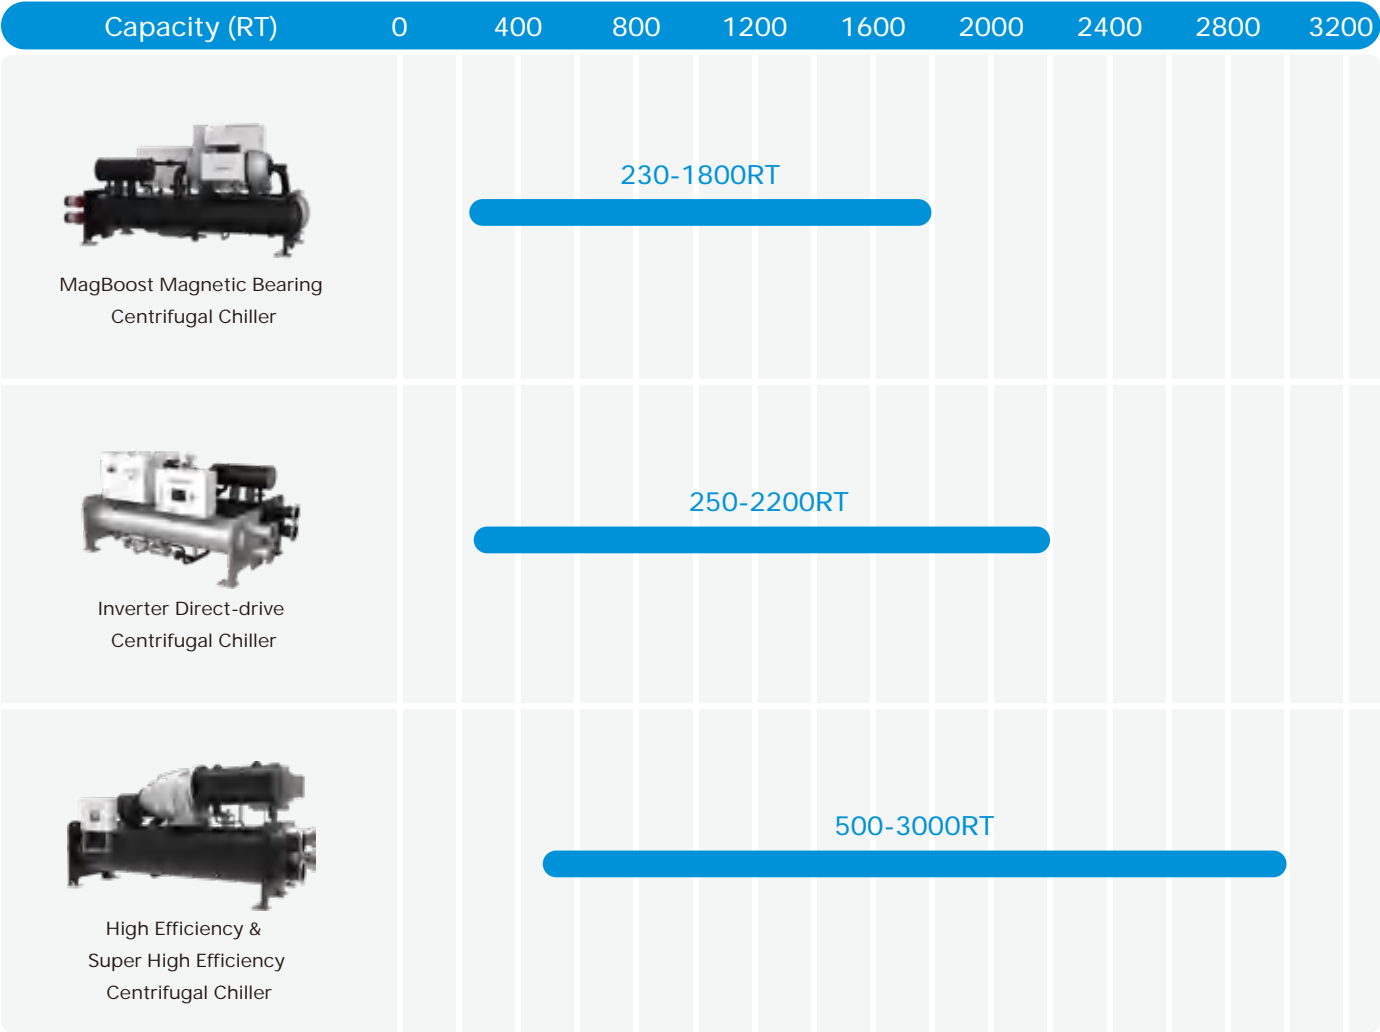 Capacity (RT) 0 400 800 1200 1600 2000 2400 2800 3200
230-1800RT
MagBoost Magnetic Bearing
Centrifugal Chiller
250-2200RT
Inverter Direct-drive
Centrifugal Chiller
500-3000RT
High Efficiency &
Super High Efficiency
Centrifugal Chiller